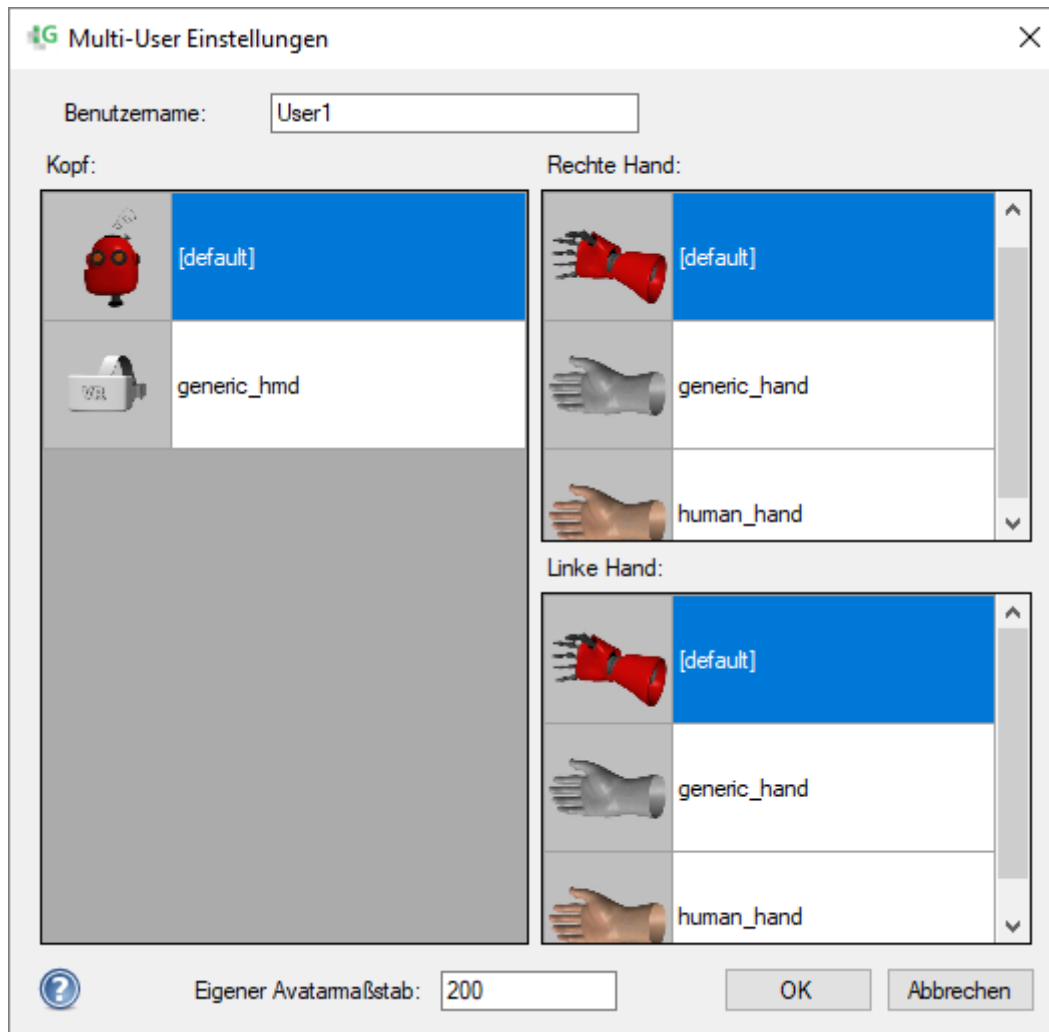 G Multi-User Einstellungen
Benutzername: User1
Kopf:
[default]
VR generic_hmd
Rechte Hand:
[default]
generic_hand
human_hand
Linke Hand:
[default]
generic_hand
human_hand
? Eigener Avatarmaßstab: 200 OK Abbrechen